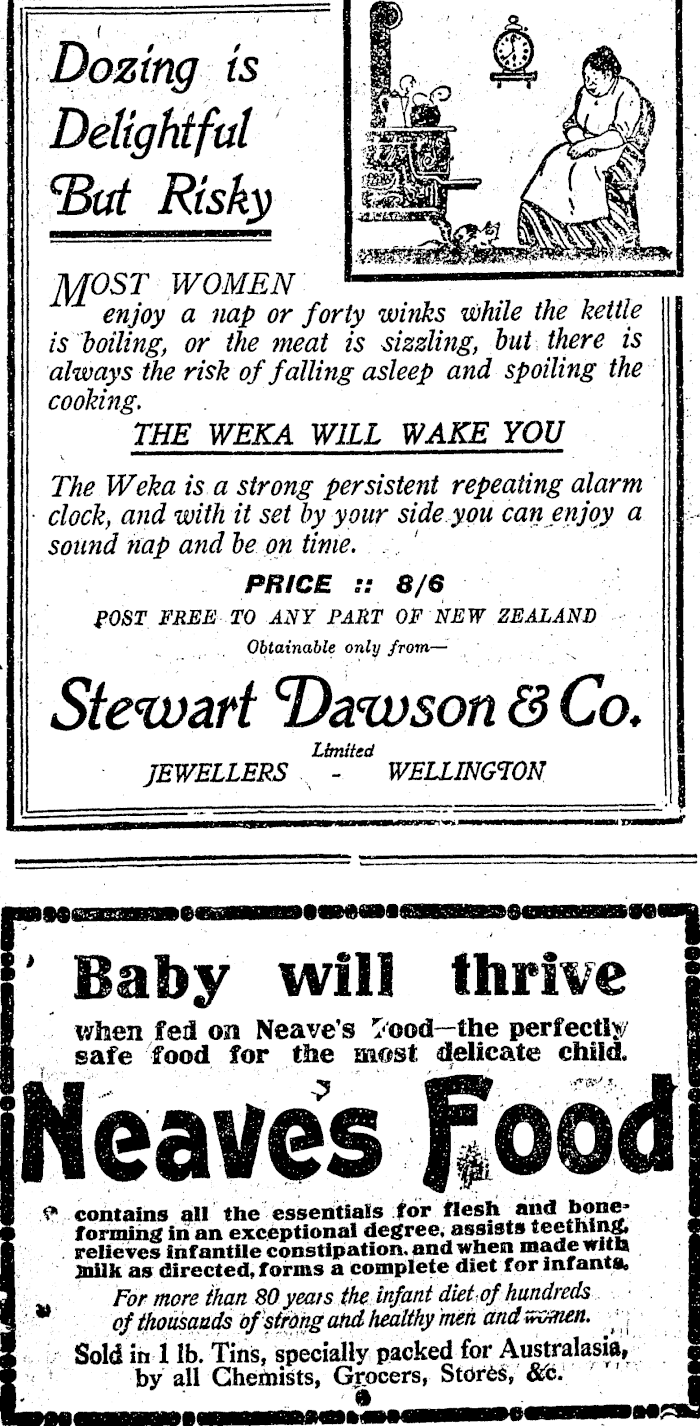 Dozing is
Delightful
But Risky
MOST WOMEN
enjoy a nap or forty winks while the kettle
is boiling, or the meat is sizzling, but there is
always the risk of falling asleep and spoiling the
cooking.
THE WEKA WILL WAKE YOU
The Weka is a strong persistent repeating alarm
clock, and with it set by your side you can enjoy a
sound nap and be on time.
PRICE :: 8/6
POST FREE TO ANY PART OF NEW ZEALAND
Obtainable only from—
Stewart Dawson & Co.
Limited
JEWELLERS - WELLINGTON
Baby will thrive
when fed on Neave's Food—the perfectly
safe food for the most delicate child.
Neave's Food
contains all the essentials for flesh and bone-
forming in an exceptional degree, assists teething,
relieves infantile constipation, and when made with
milk as directed, forms a complete diet for infants.
For more than 80 years the infant diet of hundreds
of thousands of strong and healthy men and women.
Sold in 1 lb. Tins, specially packed for Australasia,
by all Chemists, Grocers, Stores, &c.